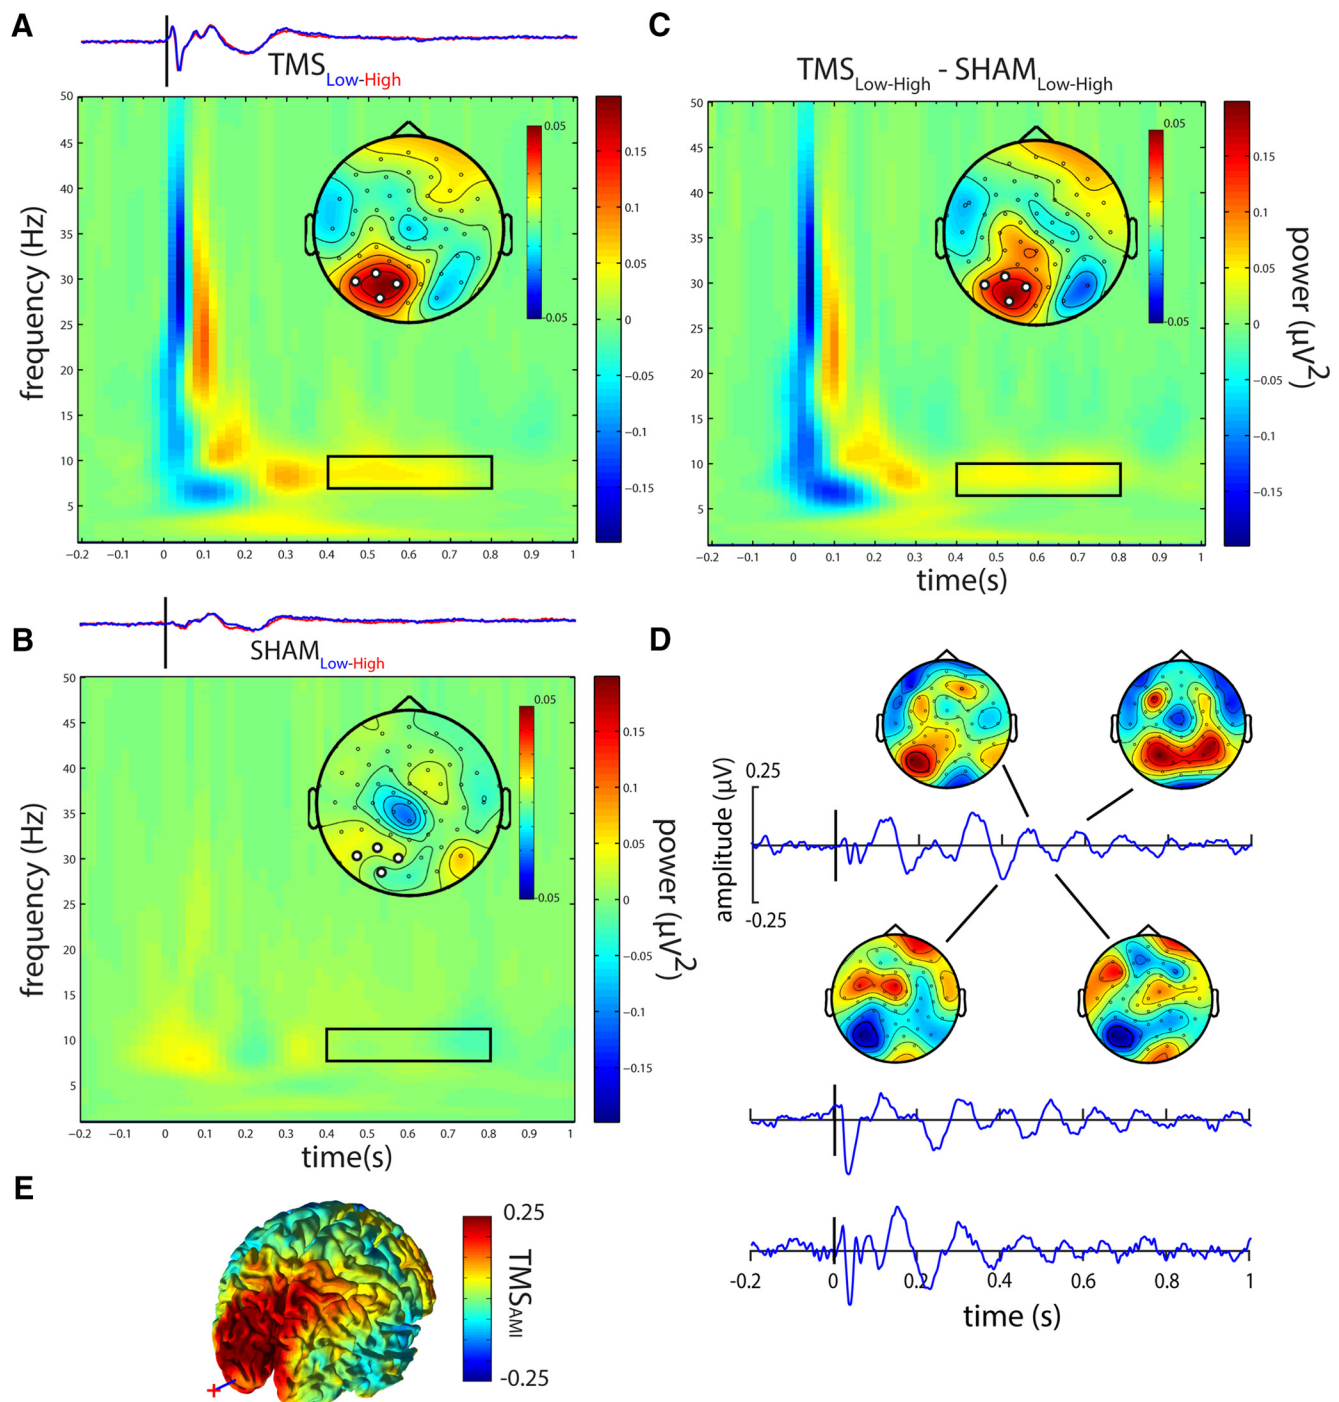 A
TMS Low-High
50
45
40
35
30
25
20
15
10
5
frequency (Hz)
−0.2 −0.1 0 0.1 0.2 0.3 0.4 0.5 0.6 0.7 0.8 0.9 1
0.05
-0.05
0.15
0.1
0.05
0
−0.05
−0.1
−0.15
C
TMS Low-High - SHAM Low-High
50
45
40
35
30
25
20
15
10
5
−0.2 −0.1 0 0.1 0.2 0.3 0.4 0.5 0.6 0.7 0.8 0.9 1
time(s)
0.05
-0.05
0.15
0.1
0.05
0
−0.05
−0.1
−0.15
power (µV2)
B
SHAM Low-High
50
45
40
35
30
25
20
15
10
5
frequency (Hz)
−0.2 −0.1 0 0.1 0.2 0.3 0.4 0.5 0.6 0.7 0.8 0.9 1
time(s)
0.05
-0.05
0.15
0.1
0.05
0
−0.05
−0.1
−0.15
power (µV2)
D
0.25
amplitude (µV)
-0.25
-0.2 0 0.2 0.4 0.6 0.8 1
time (s)
E
0.25
TMS AMI
-0.25